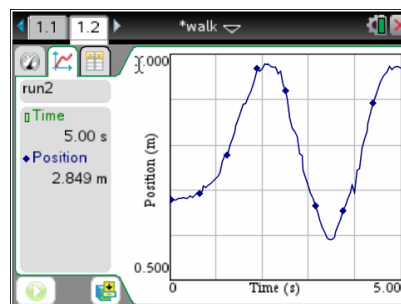 1.1 1.2 *walk
run2
Time
5.00 s
Position
2.849 m
Position (m)
.000
0.500
0 Time (s) 5.00